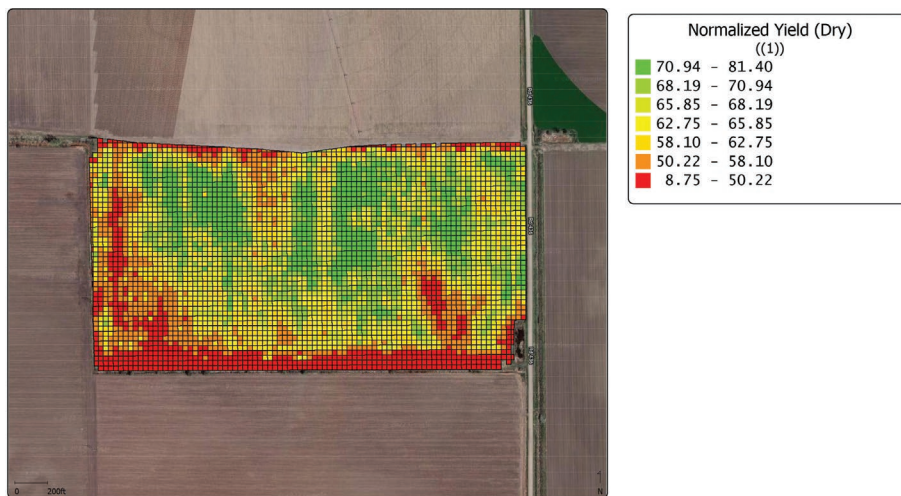 Normalized Yield (Dry)
((1))
70.94 - 81.40
68.19 - 70.94
65.85 - 68.19
62.75 - 65.85
58.10 - 62.75
50.22 - 58.10
8.75 - 50.22
0 200ft
N